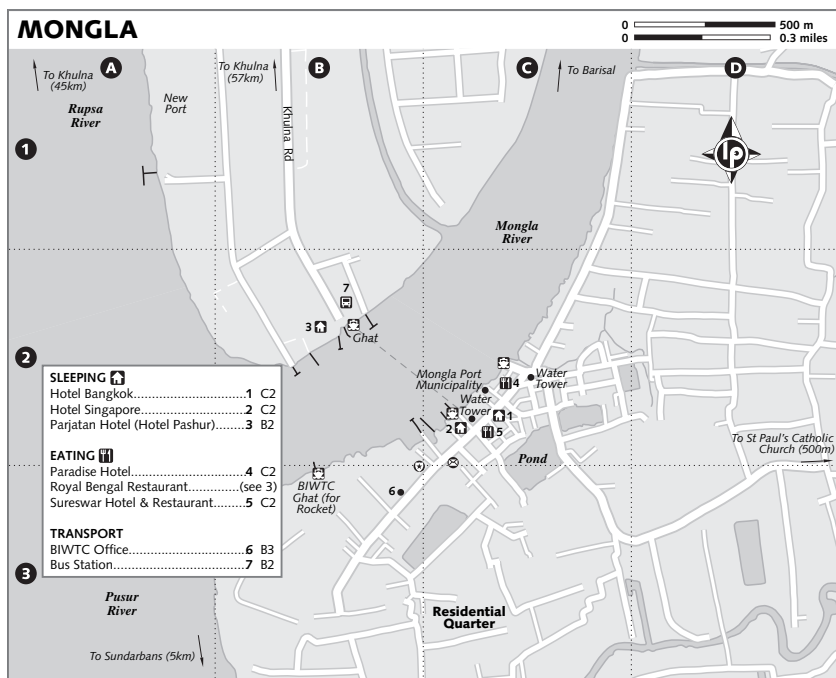 MONGLA
0 500 m
0 0.3 miles
To Khulna
(45km)
A
To Khulna
(57km)
B
C
To Barisal
D
Rupsa
River
New
Port
Khulna Rd
1
lp
Mongla
River
7
3
Ghat
2
Mongla Port
Municipality
4
Water
Tower
Water
Tower
1
2
5
To St Paul's Catholic
Church (500m)
Pond
SLEEPING
Hotel Bangkok..............................1 C2
Hotel Singapore............................2 C2
Parjatan Hotel (Hotel Pashur).......3 B2
EATING
Paradise Hotel...............................4 C2
Royal Bengal Restaurant.............(see 3)
Sureswar Hotel & Restaurant........5 C2
TRANSPORT
BIWTC Office................................6 B3
Bus Station....................................7 B2
BIWTC
Ghat (for
Rocket)
6
3
Pusur
River
Residential
Quarter
To Sundarbans (5km)